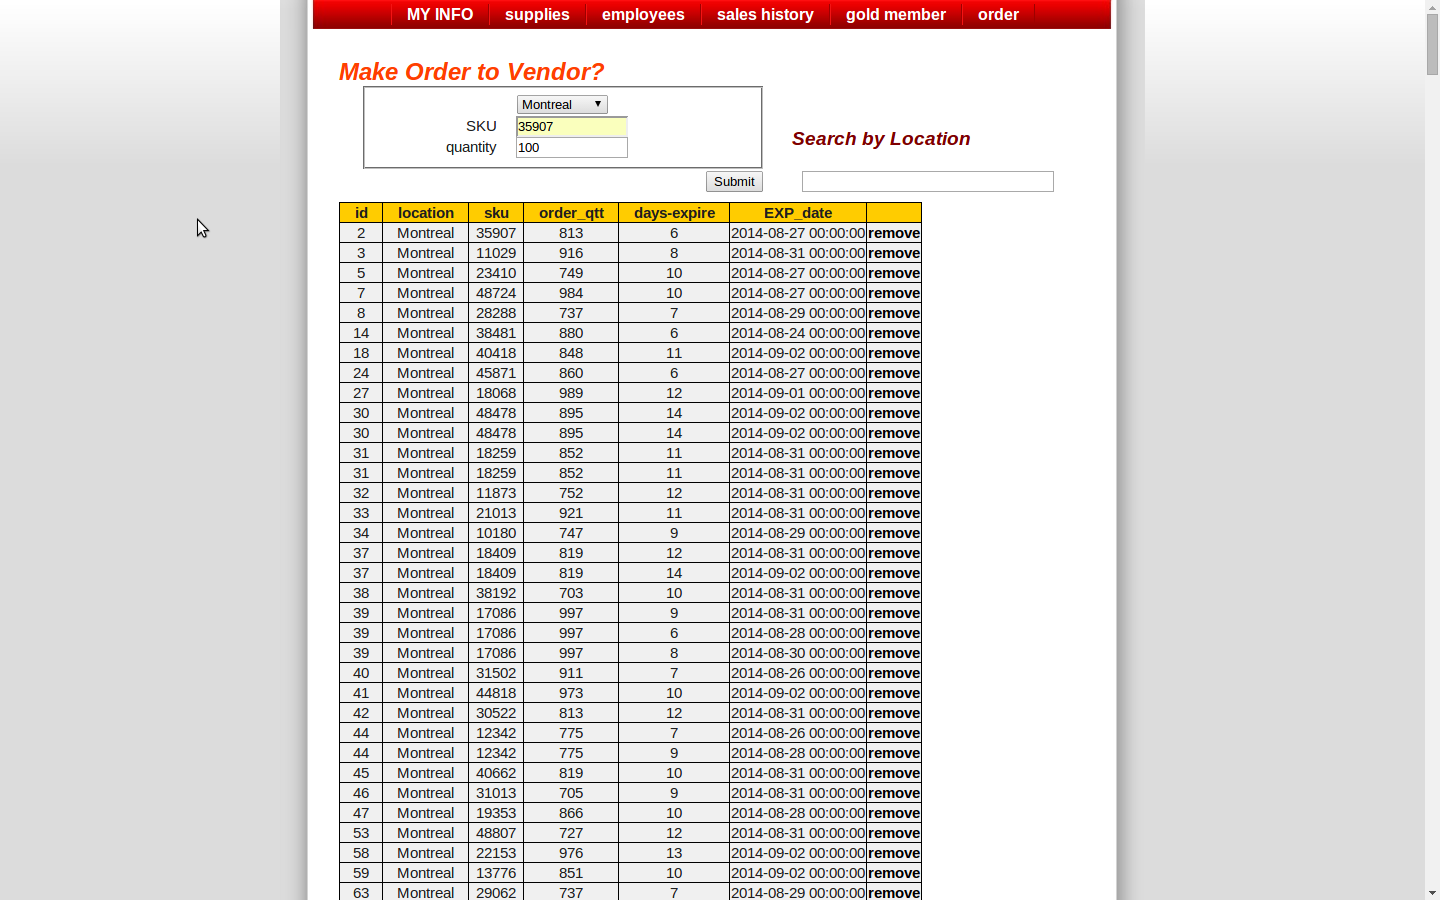 MY INFO supplies employees sales history gold member order
Make Order to Vendor?
Montreal
SKU 35907
quantity 100
Search by Location
Submit
id location sku order_qtt days-expire EXP_date
2 Montreal 35907 813 6 2014-08-27 00:00:00 remove
3 Montreal 11029 916 8 2014-08-31 00:00:00 remove
5 Montreal 23410 749 10 2014-08-27 00:00:00 remove
7 Montreal 48724 984 10 2014-08-27 00:00:00 remove
8 Montreal 28288 737 7 2014-08-29 00:00:00 remove
14 Montreal 38481 880 6 2014-08-24 00:00:00 remove
18 Montreal 40418 848 11 2014-09-02 00:00:00 remove
24 Montreal 45871 860 6 2014-08-27 00:00:00 remove
27 Montreal 18068 989 12 2014-09-01 00:00:00 remove
30 Montreal 48478 895 14 2014-09-02 00:00:00 remove
30 Montreal 48478 895 14 2014-09-02 00:00:00 remove
31 Montreal 18259 852 11 2014-08-31 00:00:00 remove
31 Montreal 18259 852 11 2014-08-31 00:00:00 remove
32 Montreal 11873 752 12 2014-08-31 00:00:00 remove
33 Montreal 21013 921 11 2014-08-31 00:00:00 remove
34 Montreal 10180 747 9 2014-08-29 00:00:00 remove
37 Montreal 18409 819 12 2014-08-31 00:00:00 remove
37 Montreal 18409 819 14 2014-09-02 00:00:00 remove
38 Montreal 38192 703 10 2014-08-31 00:00:00 remove
39 Montreal 17086 997 9 2014-08-31 00:00:00 remove
39 Montreal 17086 997 6 2014-08-28 00:00:00 remove
39 Montreal 17086 997 8 2014-08-30 00:00:00 remove
40 Montreal 31502 911 7 2014-08-26 00:00:00 remove
41 Montreal 44818 973 10 2014-09-02 00:00:00 remove
42 Montreal 30522 813 12 2014-08-31 00:00:00 remove
44 Montreal 12342 775 7 2014-08-26 00:00:00 remove
44 Montreal 12342 775 9 2014-08-28 00:00:00 remove
45 Montreal 40662 819 10 2014-08-31 00:00:00 remove
46 Montreal 31013 705 9 2014-08-31 00:00:00 remove
47 Montreal 19353 866 10 2014-08-28 00:00:00 remove
53 Montreal 48807 727 12 2014-08-31 00:00:00 remove
58 Montreal 22153 976 13 2014-09-02 00:00:00 remove
59 Montreal 13776 851 10 2014-09-02 00:00:00 remove
63 Montreal 29062 737 7 2014-08-29 00:00:00 remove